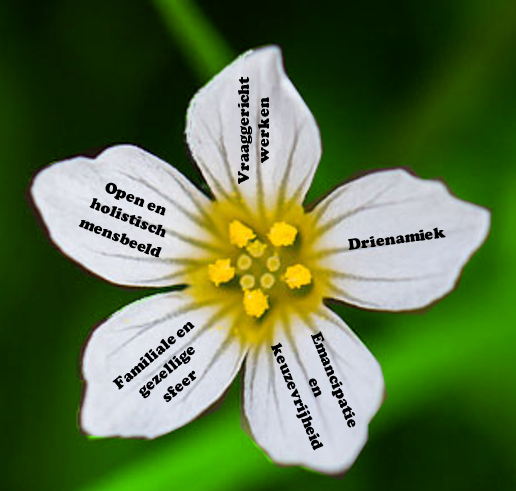 Vraaggericht
werken
Drienamiek
Emancipatie
en
keuzevrijheid
Familiale en
gezellige
sfeer
Open en
holistisch
mensbeeld